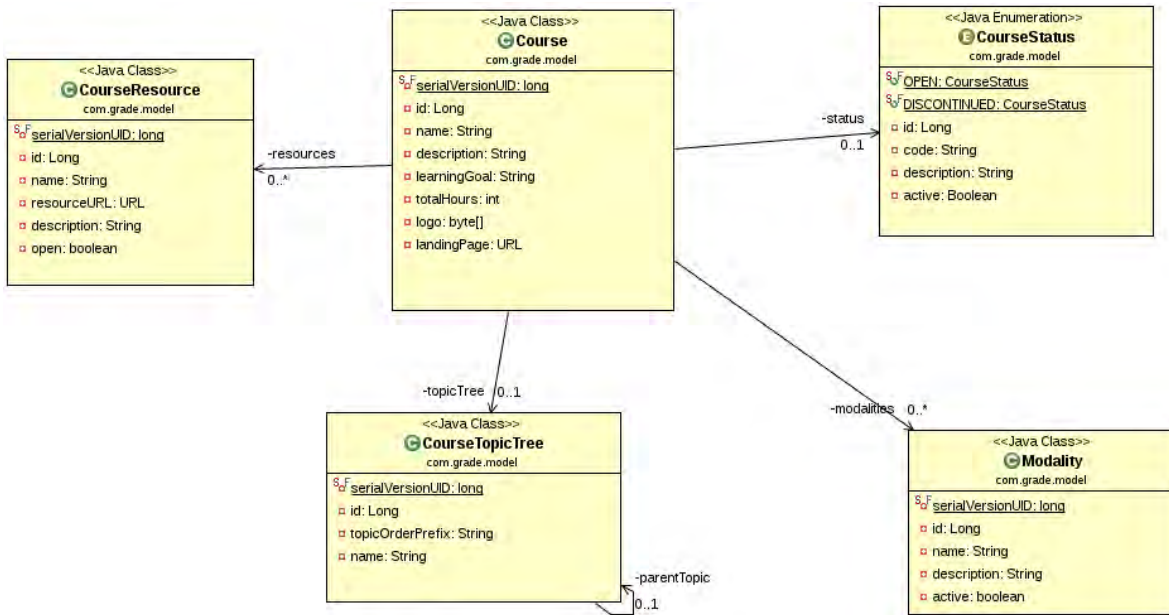 <<Java Class>>
CourseResource
com.grade.model
serialVersionUID: long
id: Long
name: String
resourceURL: URL
description: String
open: boolean
-resources
0..*
<<Java Class>>
Course
com.grade.model
serialVersionUID: long
id: Long
name: String
description: String
learningGoal: String
totalHours: int
logo: byte[]
landingPage: URL
-status
0..1
<<Java Enumeration>>
CourseStatus
com.grade.model
OPEN: CourseStatus
DISCONTINUED: CourseStatus
id: Long
code: String
description: String
active: Boolean
-topicTree
0..1
<<Java Class>>
CourseTopicTree
com.grade.model
serialVersionUID: long
id: Long
topicOrderPrefix: String
name: String
-parentTopic
0..1
-modalities
0..*
<<Java Class>>
Modality
com.grade.model
serialVersionUID: long
id: Long
name: String
description: String
active: boolean